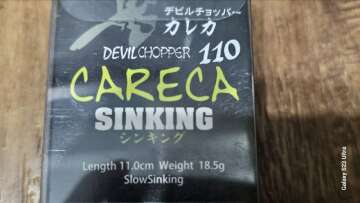 デビルチョッパー
カレカ
DEVILCHOPPER 110
CARECA
SINKING
シンキング
Length 11.0cm Weight 18.5g
SlowSinking
Galaxy S22 Ultra